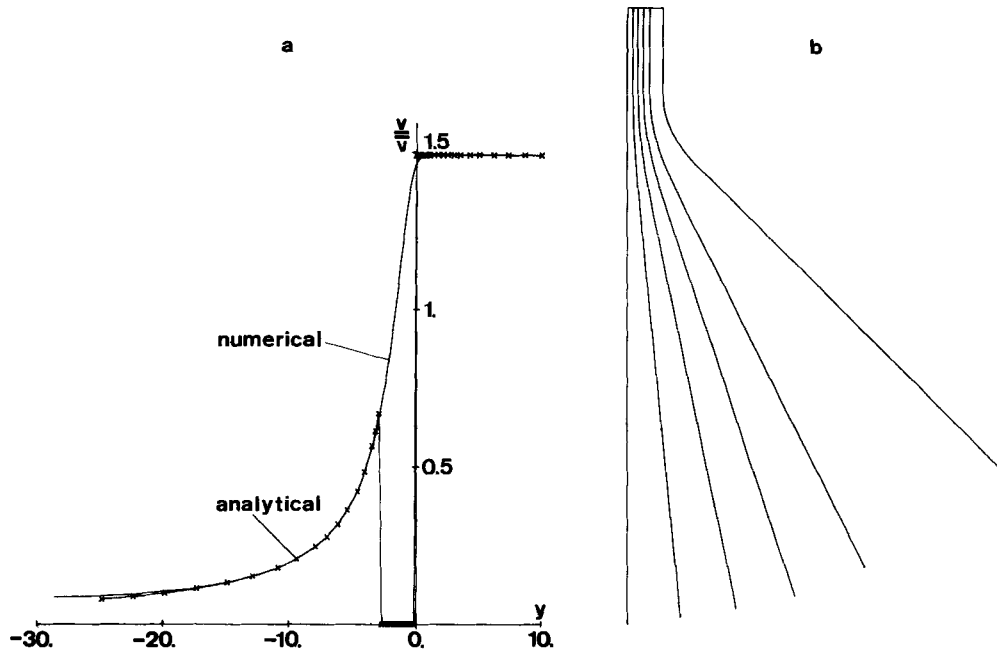 a
b
v
v
1.5
1.
numerical
0.5
analytical
y
-30.
-20.
-10.
0.
10.